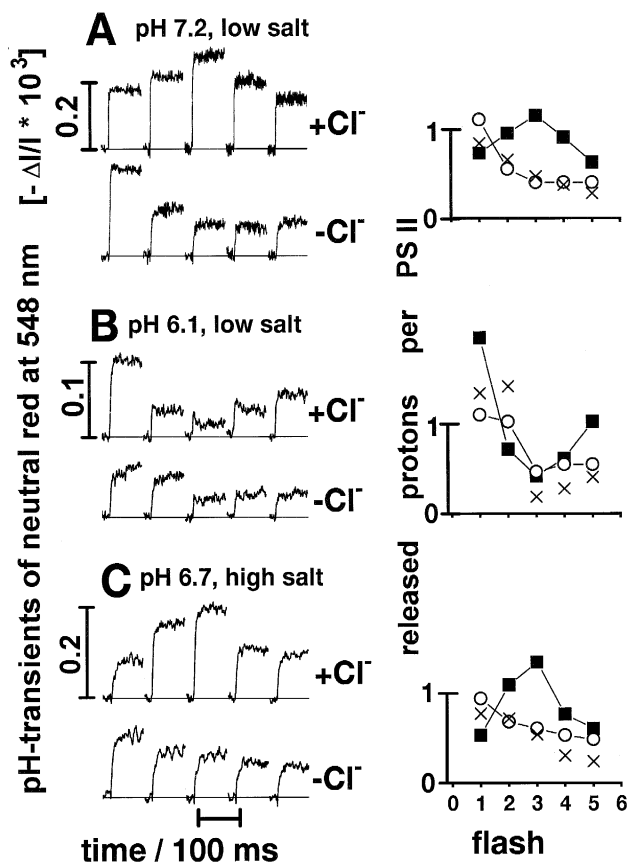 A pH 7.2, low salt
0.2
+Cl-
-Cl-
B pH 6.1, low salt
0.1
+Cl-
-Cl-
C pH 6.7, high salt
0.2
+Cl-
-Cl-
time / 100 ms
pH-transients of neutral red at 548 nm [- ΔI/I * 10³]
1
0
1
0
1
0
0 1 2 3 4 5 6
flash
released protons per PS II